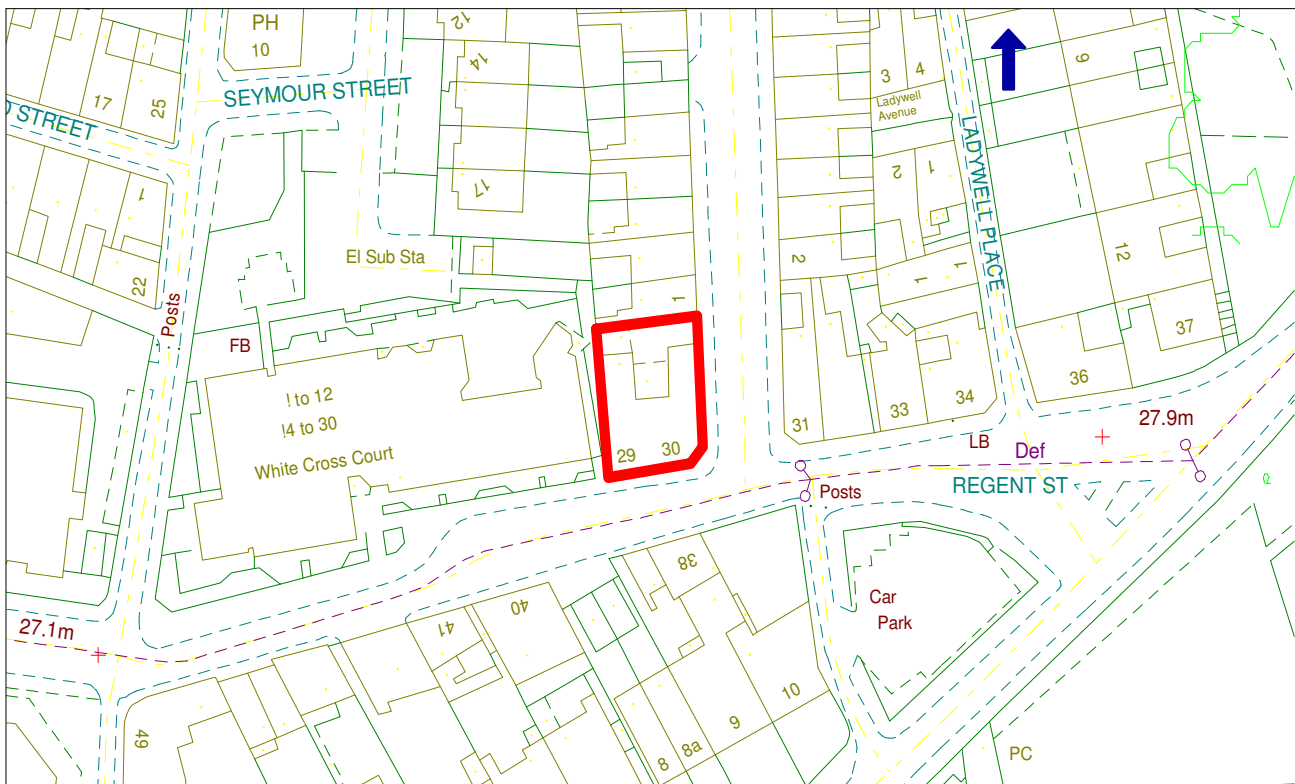 PH
10
12
14
17
25
SEYMOUR STREET
STREET
1
22
Posts
17
El Sub Sta
FB
! to 12
!4 to 30
White Cross Court
1
29
30
2
3
4
Ladywell
Avenue
2
1
1
1
LADYWELL PLACE
9
12
37
36
31
33
34
LB
27.9m
Def
REGENT ST
Posts
Car
Park
38
40
41
27.1m
49
8
8a
9
10
PC